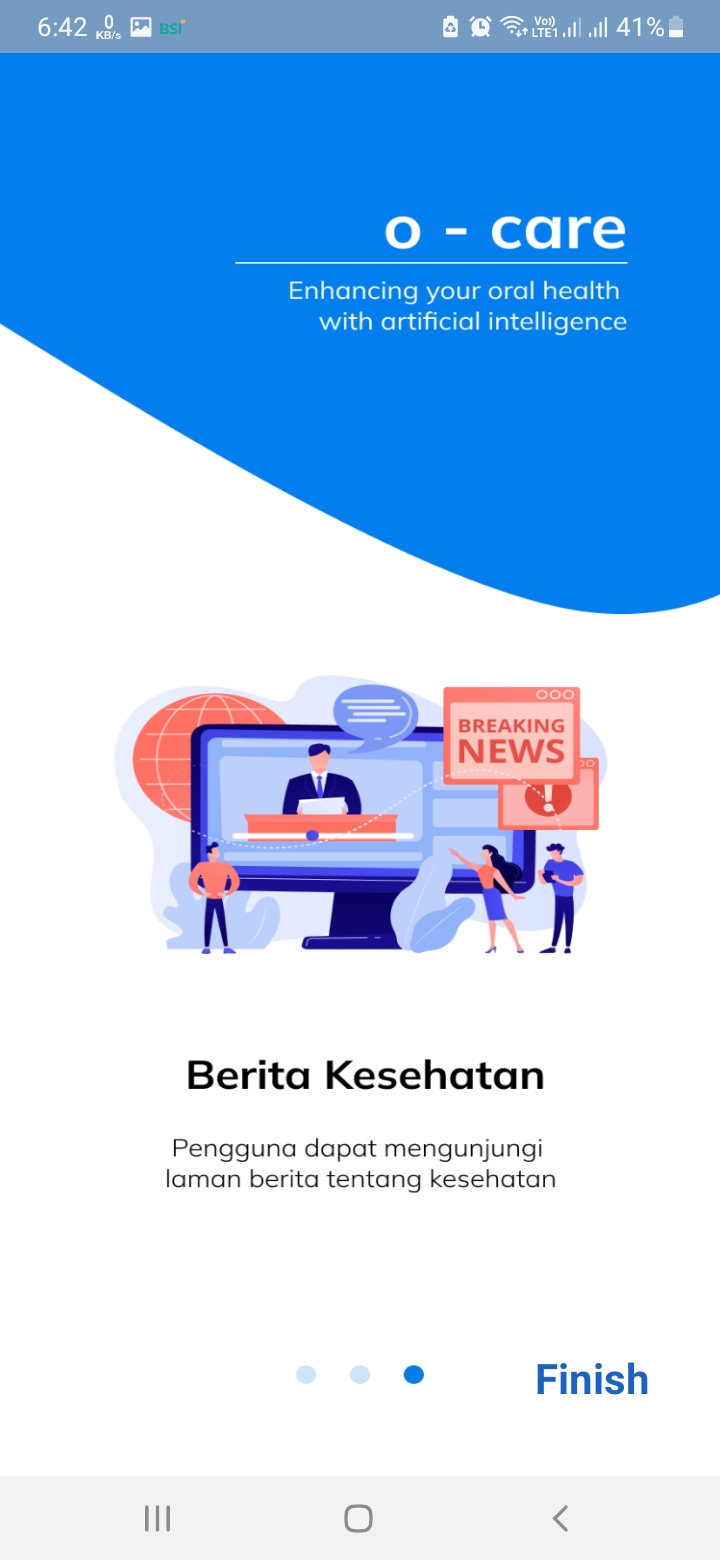 6:42 0 KB/s BSI Vo)) LTE1 41%
o - care
Enhancing your oral health
with artificial intelligence
BREAKING
NEWS
!
Berita Kesehatan
Pengguna dapat mengunjungi
laman berita tentang kesehatan
Finish